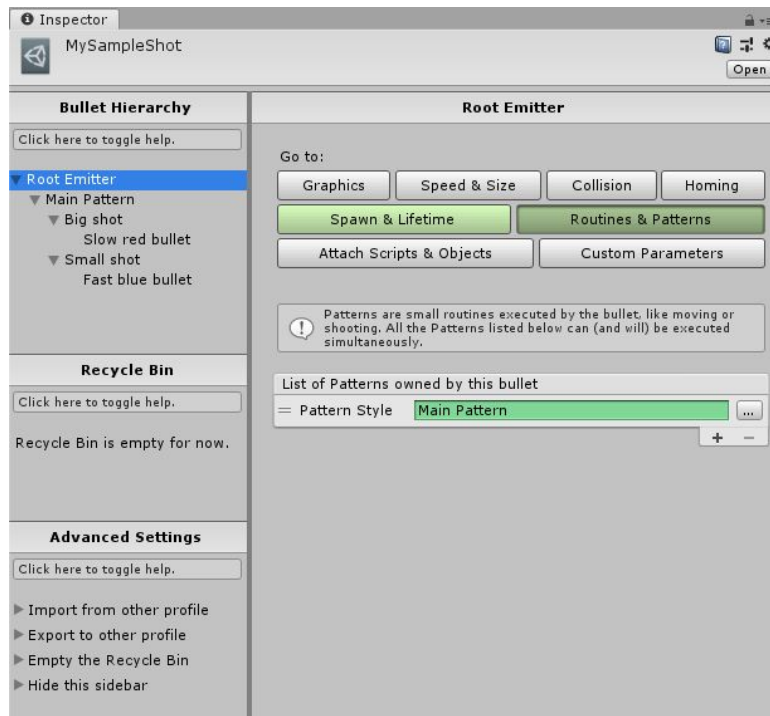 Inspector
MySampleShot
Open
Bullet Hierarchy
Click here to toggle help.
Root Emitter
Main Pattern
Big shot
Slow red bullet
Small shot
Fast blue bullet
Recycle Bin
Click here to toggle help.
Recycle Bin is empty for now.
Advanced Settings
Click here to toggle help.
Import from other profile
Export to other profile
Empty the Recycle Bin
Hide this sidebar
Root Emitter
Go to:
Graphics Speed & Size Collision Homing
Spawn & Lifetime Routines & Patterns
Attach Scripts & Objects Custom Parameters
Patterns are small routines executed by the bullet, like moving or
shooting. All the Patterns listed below can (and will) be executed
simultaneously.
List of Patterns owned by this bullet
Pattern Style Main Pattern ...
+ −